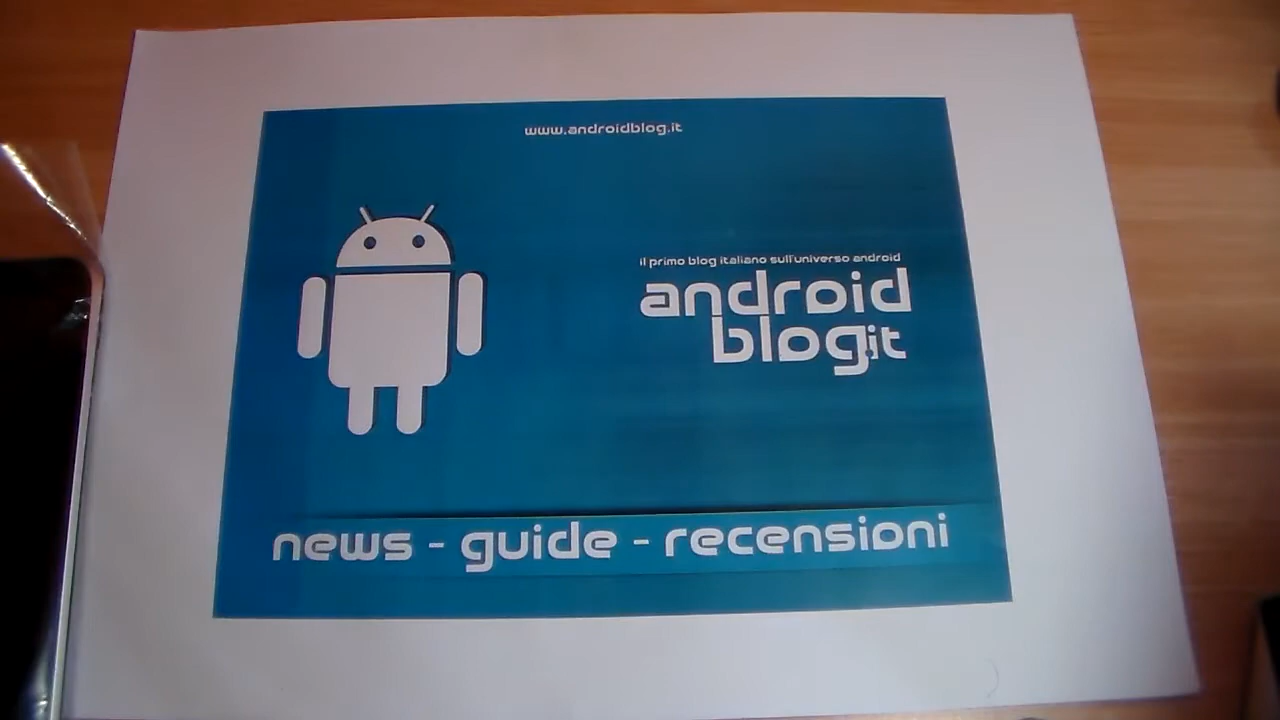 www.androidblog.it
il primo blog italiano sull'universo android
android
blog.it
news - guide - recensioni